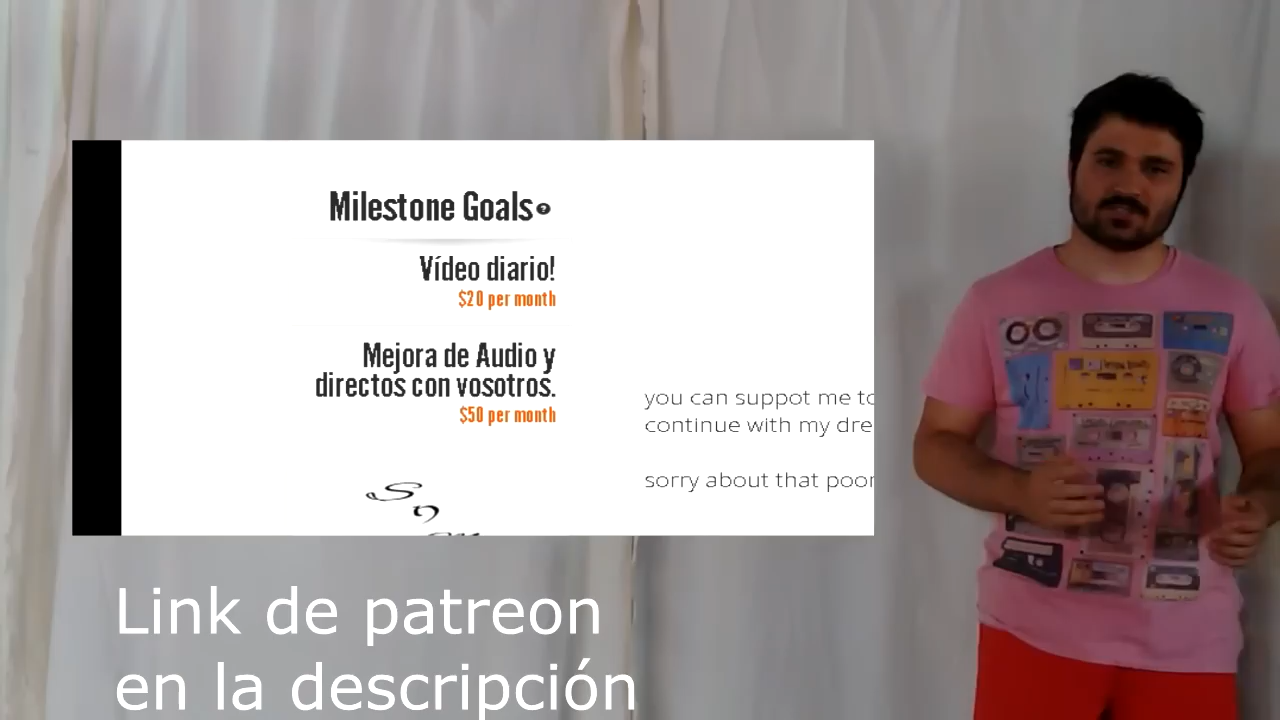 Milestone Goals
Vídeo diario!
$20 per month
Mejora de Audio y
directos con vosotros.
$50 per month
you can suppot me to
continue with my dre
sorry about that poor
Link de patreon
en la descripción